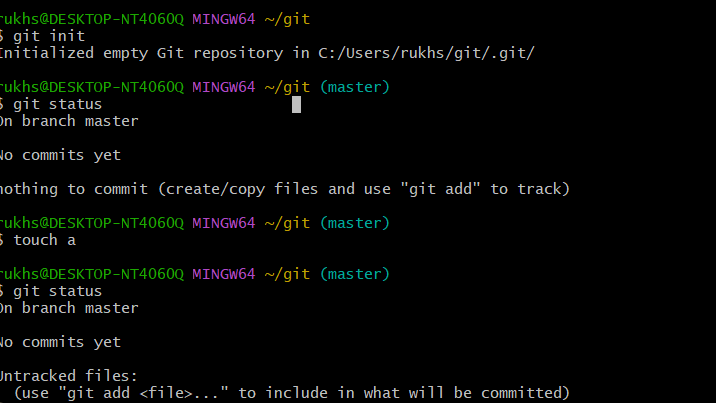 rukhs@DESKTOP-NT4060Q MINGW64 ~/git
$ git init
Initialized empty Git repository in C:/Users/rukhs/git/.git/
rukhs@DESKTOP-NT4060Q MINGW64 ~/git (master)
$ git status
On branch master
No commits yet
nothing to commit (create/copy files and use "git add" to track)
rukhs@DESKTOP-NT4060Q MINGW64 ~/git (master)
$ touch a
rukhs@DESKTOP-NT4060Q MINGW64 ~/git (master)
$ git status
On branch master
No commits yet
Untracked files:
(use "git add <file>..." to include in what will be committed)